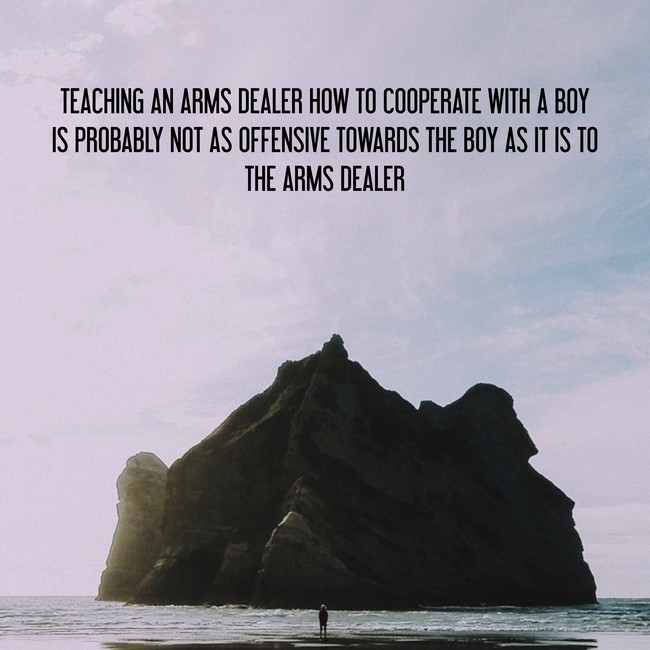 TEACHING AN ARMS DEALER HOW TO COOPERATE WITH A BOY
IS PROBABLY NOT AS OFFENSIVE TOWARDS THE BOY AS IT IS TO
THE ARMS DEALER